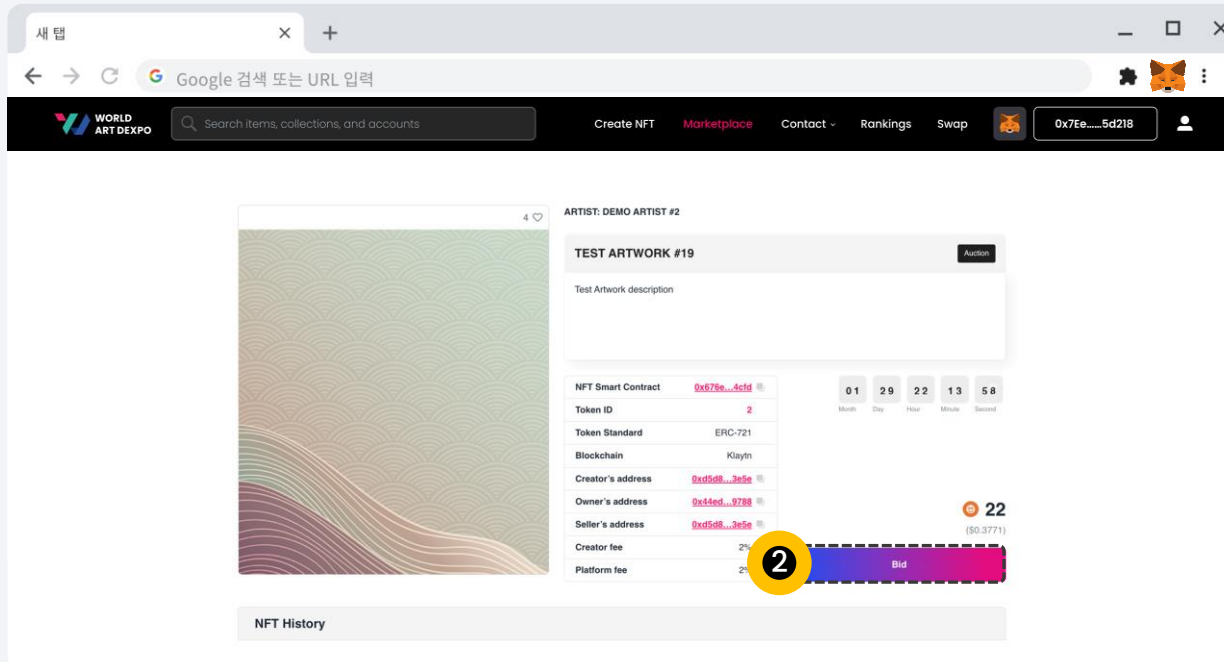 새 탭
Google 검색 또는 URL 입력
WORLD
ART DEXPO
Search items, collections, and accounts
Create NFT
Marketplace
Contact
Rankings
Swap
0x7Ee......5d218
4
ARTIST: DEMO ARTIST #2
TEST ARTWORK #19
Auction
Test Artwork description
NFT Smart Contract 0x676e...4cfd
Token ID 2
Token Standard ERC-721
Blockchain Klaytn
Creator's address 0xd5d8...3e5e
Owner's address 0x44ed...9788
Seller's address 0xd5d8...3e5e
Creator fee 2%
Platform fee 2%
01 29 22 13 58
Month Day Hour Minute Second
22
($0.3771)
2
Bid
NFT History